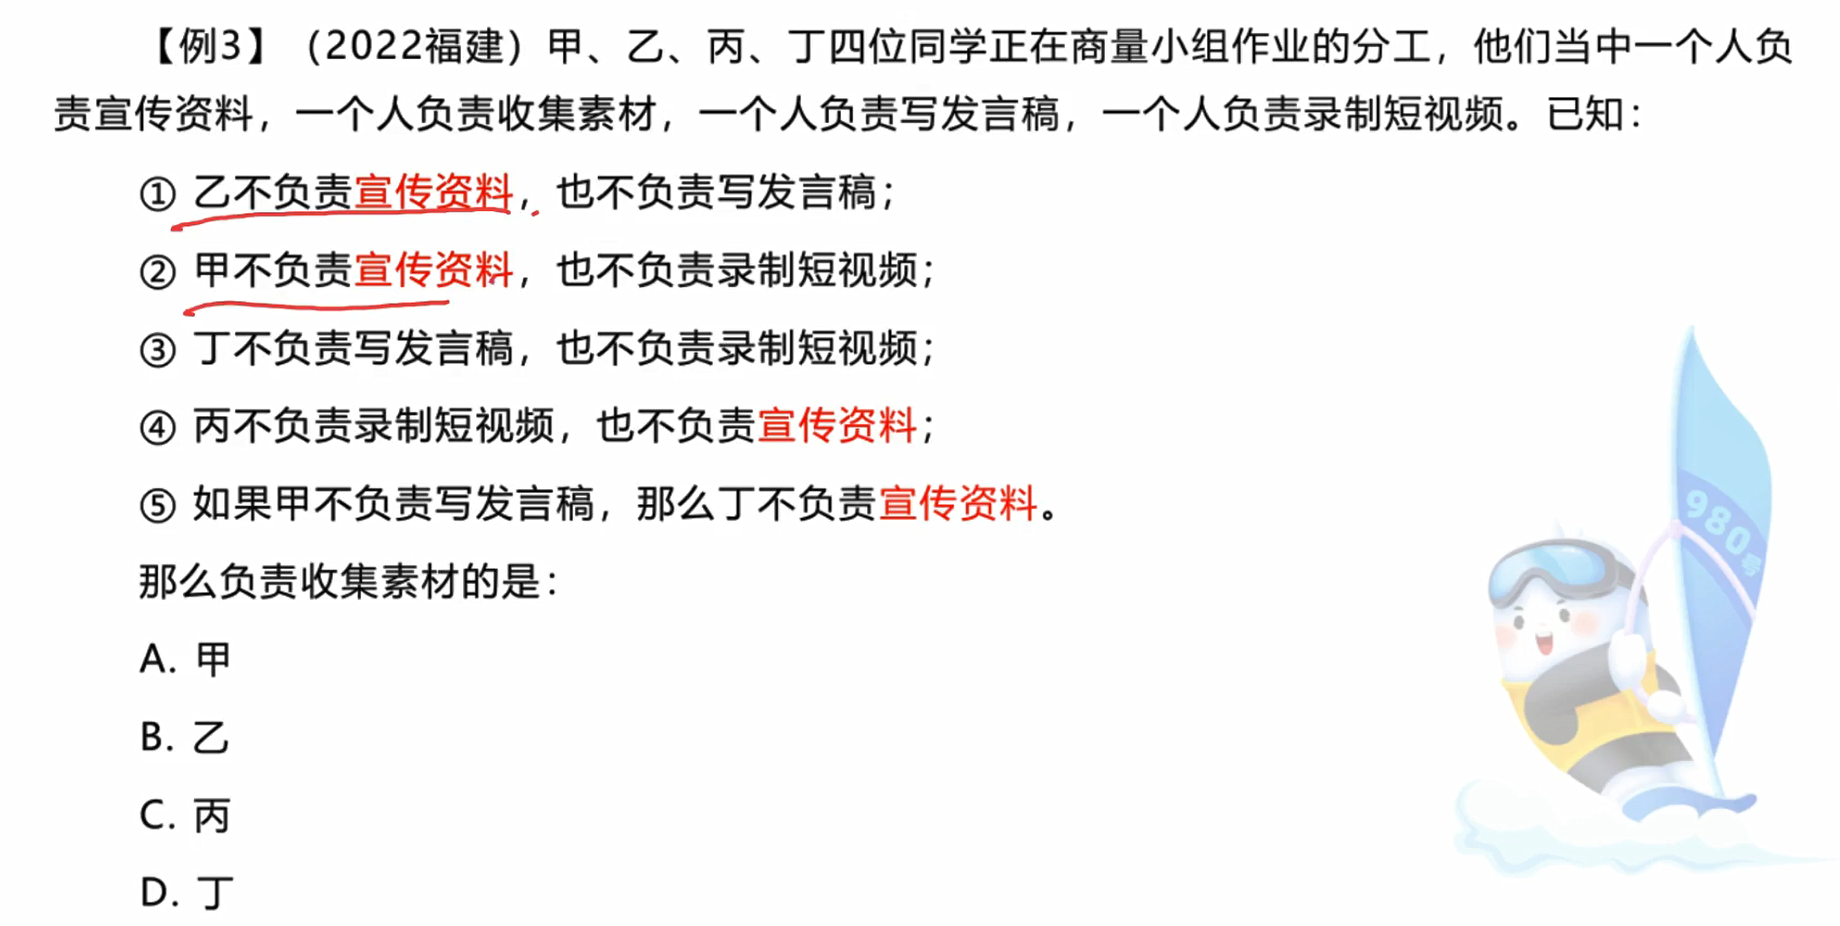 【例3】（2022福建）甲、乙、丙、丁四位同学正在商量小组作业的分工，他们当中一个人负
责宣传资料，一个人负责收集素材，一个人负责写发言稿，一个人负责录制短视频。已知：
① 乙不负责宣传资料，也不负责写发言稿；
② 甲不负责宣传资料，也不负责录制短视频；
③ 丁不负责写发言稿，也不负责录制短视频；
④ 丙不负责录制短视频，也不负责宣传资料；
⑤ 如果甲不负责写发言稿，那么丁不负责宣传资料。
那么负责收集素材的是：
A. 甲
B. 乙
C. 丙
D. 丁
980号